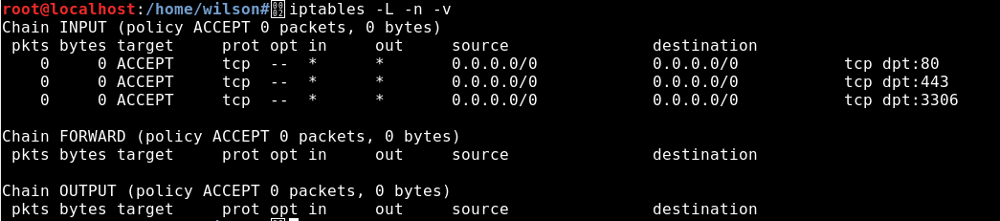 root@localhost:/home/wilson# iptables -L -n -v
Chain INPUT (policy ACCEPT 0 packets, 0 bytes)
 pkts bytes target     prot opt in     out     source               destination
    0     0 ACCEPT     tcp  --  *      *       0.0.0.0/0            0.0.0.0/0           tcp dpt:80
    0     0 ACCEPT     tcp  --  *      *       0.0.0.0/0            0.0.0.0/0           tcp dpt:443
    0     0 ACCEPT     tcp  --  *      *       0.0.0.0/0            0.0.0.0/0           tcp dpt:3306
Chain FORWARD (policy ACCEPT 0 packets, 0 bytes)
 pkts bytes target     prot opt in     out     source               destination
Chain OUTPUT (policy ACCEPT 0 packets, 0 bytes)
 pkts bytes target     prot opt in     out     source               destination